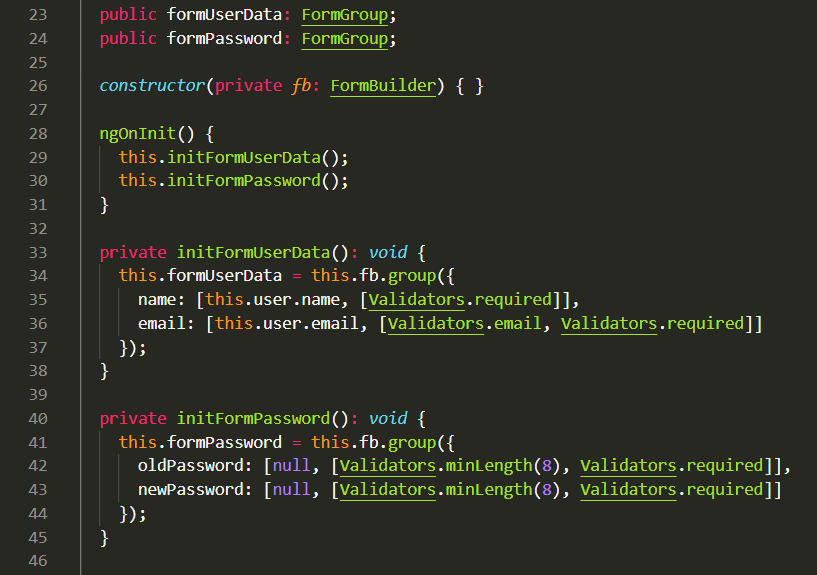 23 public formUserData: FormGroup;
24 public formPassword: FormGroup;
25
26 constructor(private fb: FormBuilder) { }
27
28 ngOnInit() {
29 this.initFormUserData();
30 this.initFormPassword();
31 }
32
33 private initFormUserData(): void {
34 this.formUserData = this.fb.group({
35 name: [this.user.name, [Validators.required]],
36 email: [this.user.email, [Validators.email, Validators.required]]
37 });
38 }
39
40 private initFormPassword(): void {
41 this.formPassword = this.fb.group({
42 oldPassword: [null, [Validators.minLength(8), Validators.required]],
43 newPassword: [null, [Validators.minLength(8), Validators.required]]
44 });
45 }
46